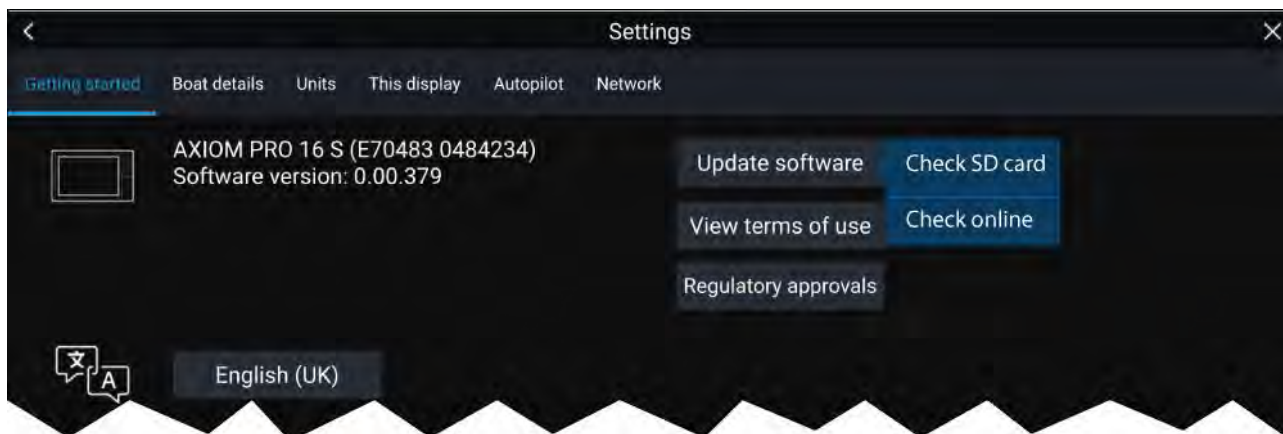 Settings
Getting started Boat details Units This display Autopilot Network
AXIOM PRO 16 S (E70483 0484234)
Software version: 0.00.379
Update software Check SD card
View terms of use Check online
Regulatory approvals
文 A
English (UK)